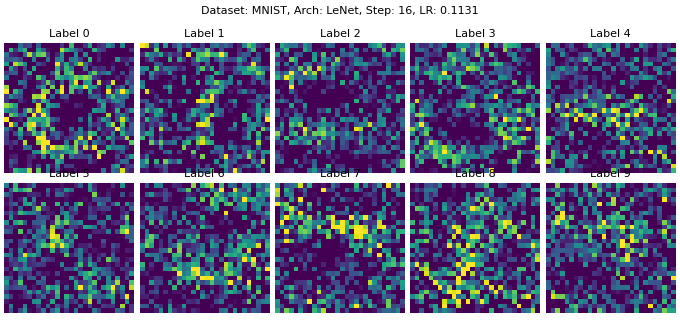 Dataset: MNIST, Arch: LeNet, Step: 16, LR: 0.1131
Label 0 Label 1 Label 2 Label 3 Label 4
Label 5 Label 6 Label 7 Label 8 Label 9